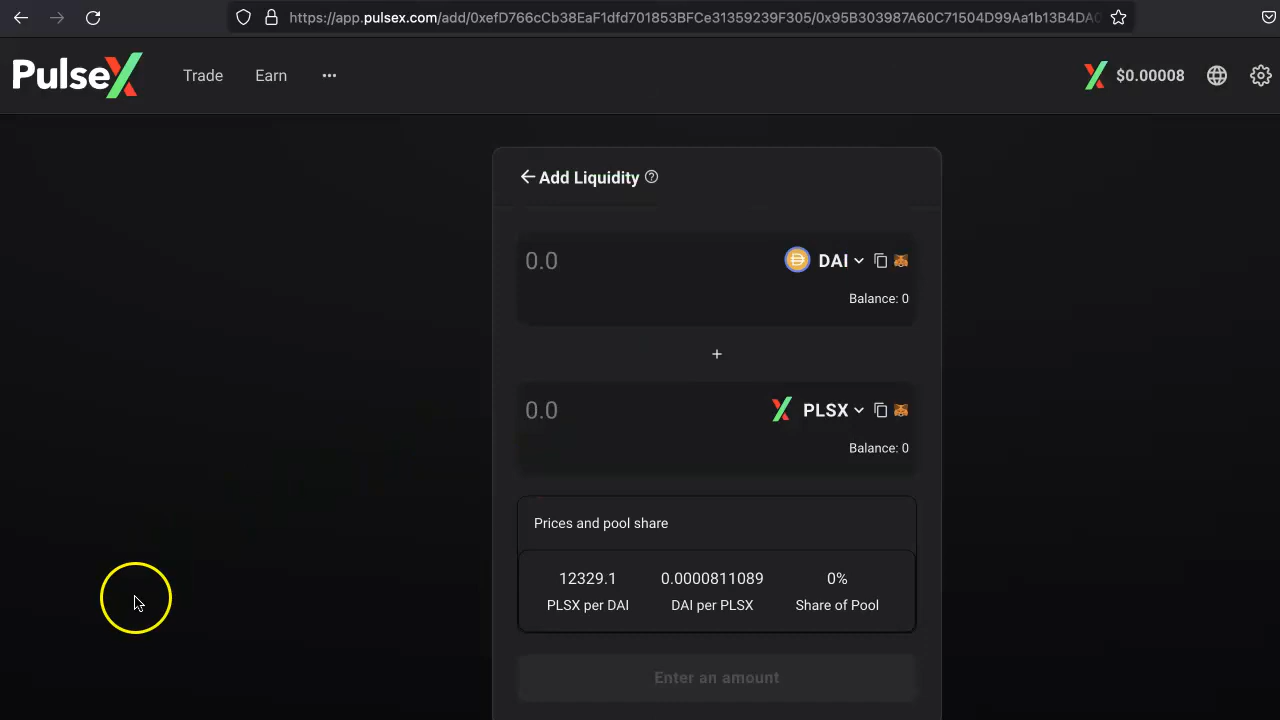 https://app.pulsex.com/add/0xefD766cCb38EaF1dfd701853BFCe31359239F305/0x95B303987A60C71504D99Aa1b13B4DA0
PulseX
Trade
Earn
$0.00008
Add Liquidity
0.0
DAI
Balance: 0
+
0.0
PLSX
Balance: 0
Prices and pool share
12329.1
0.0000811089
0%
PLSX per DAI
DAI per PLSX
Share of Pool
Enter an amount